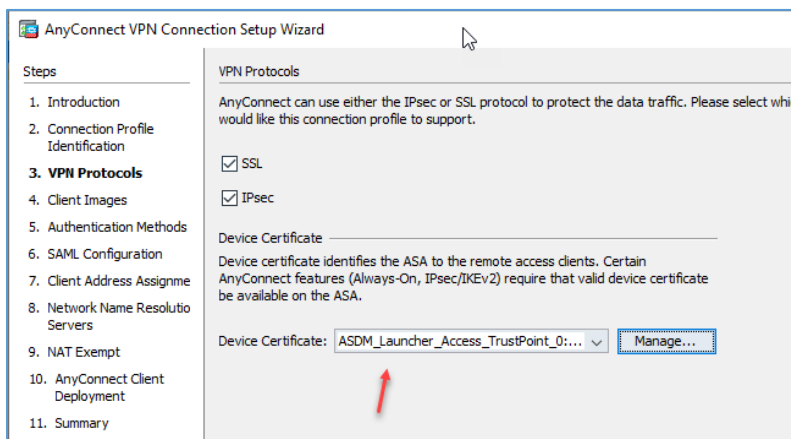 AnyConnect VPN Connection Setup Wizard
Steps
1. Introduction
2. Connection Profile
Identification
3. VPN Protocols
4. Client Images
5. Authentication Methods
6. SAML Configuration
7. Client Address Assignme
8. Network Name Resolutio
Servers
9. NAT Exempt
10. AnyConnect Client
Deployment
11. Summary
VPN Protocols
AnyConnect can use either the IPsec or SSL protocol to protect the data traffic. Please select whi
would like this connection profile to support.
SSL
IPsec
Device Certificate
Device certificate identifies the ASA to the remote access clients. Certain
AnyConnect features (Always-On, IPsec/IKEv2) require that valid device certificate
be available on the ASA.
Device Certificate: ASDM_Launcher_Access_TrustPoint_0:... Manage...